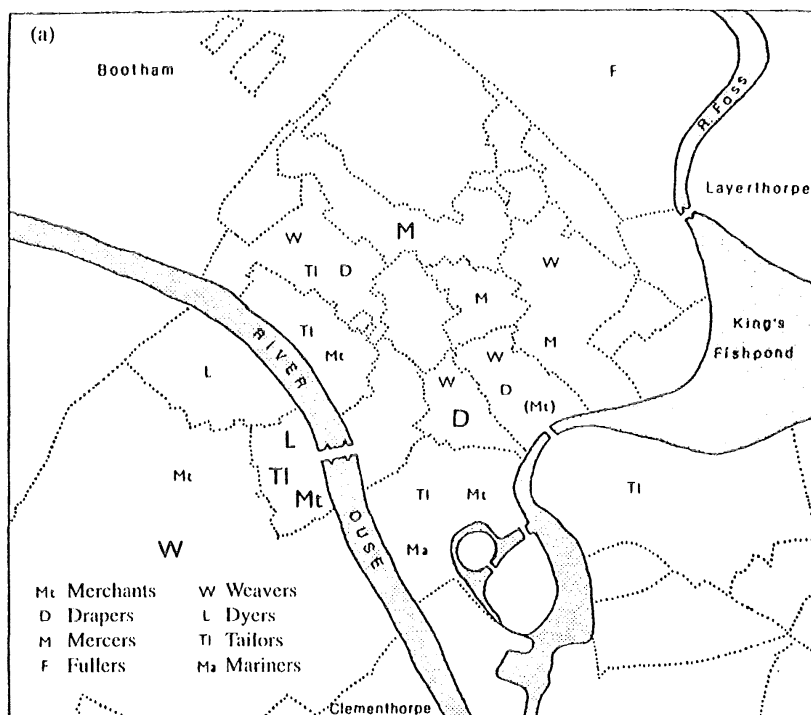 (a)
Bootham
F
R. Foss
Layerthorpe
W
M
Tl D
W
M
King's
Fishpond
Tl
Mt
RIVER
W
M
L
W
D
D
(Mt)
L
Tl
Mt
Mt
Tl Mt
Tl
OUSE
Ma
W
Mt Merchants
D Drapers
M Mercers
F Fullers
W Weavers
L Dyers
Tl Tailors
Ma Mariners
Clementhorpe